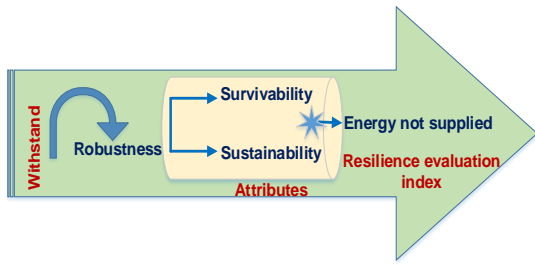 Withstand
Robustness
Survivability
Sustainability
Attributes
Energy not supplied
Resilience evaluation
index